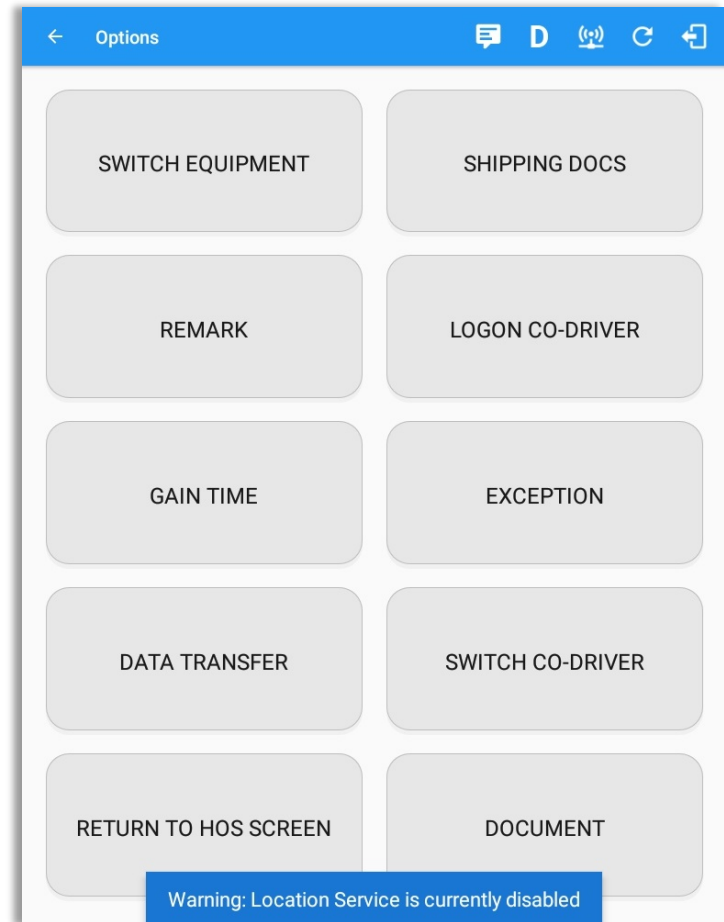 Options D
SWITCH EQUIPMENT
SHIPPING DOCS
REMARK
LOGON CO-DRIVER
GAIN TIME
EXCEPTION
DATA TRANSFER
SWITCH CO-DRIVER
RETURN TO HOS SCREEN
DOCUMENT
Warning: Location Service is currently disabled